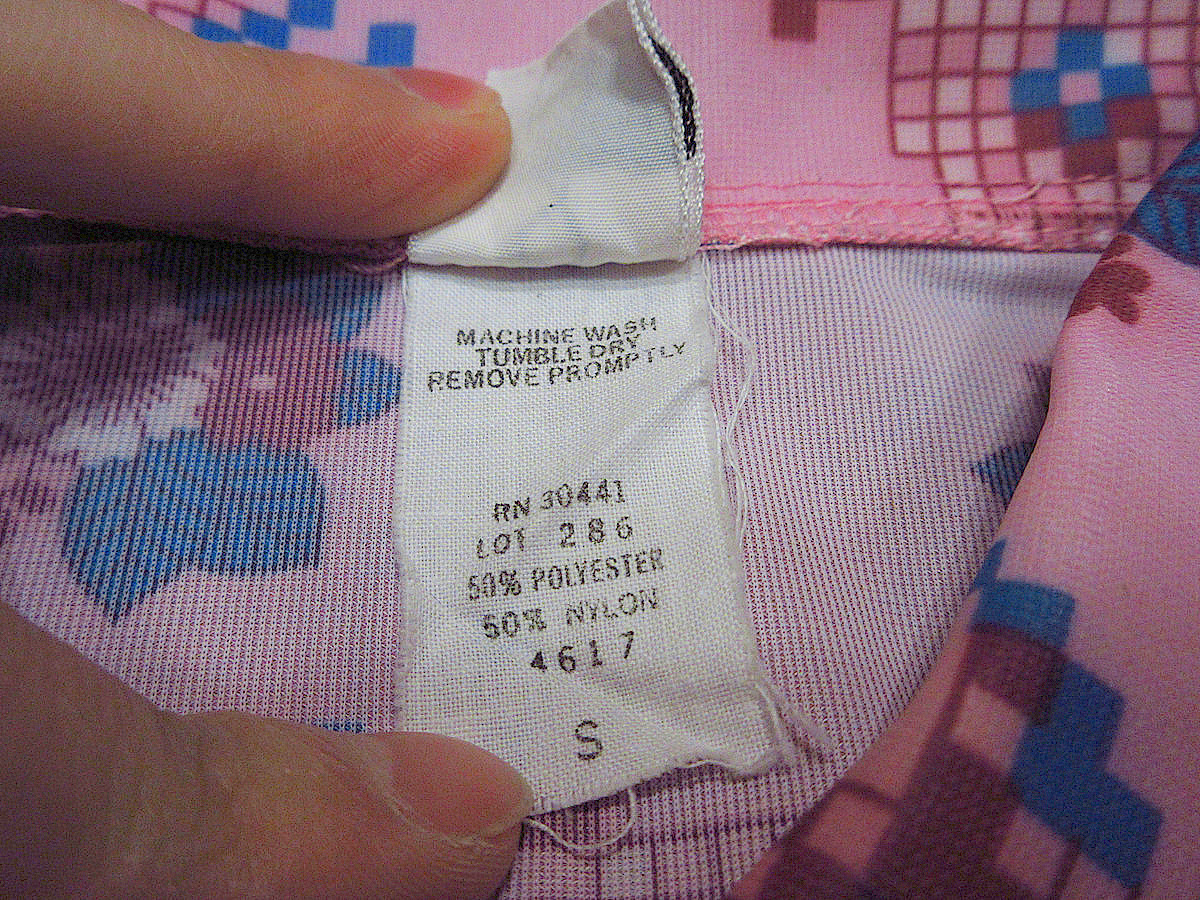 MACHINE WASH
TUMBLE DRY
REMOVE PROMPTLY
RN 30441
LOT 286
50% POLYESTER
50% NYLON
4617
S